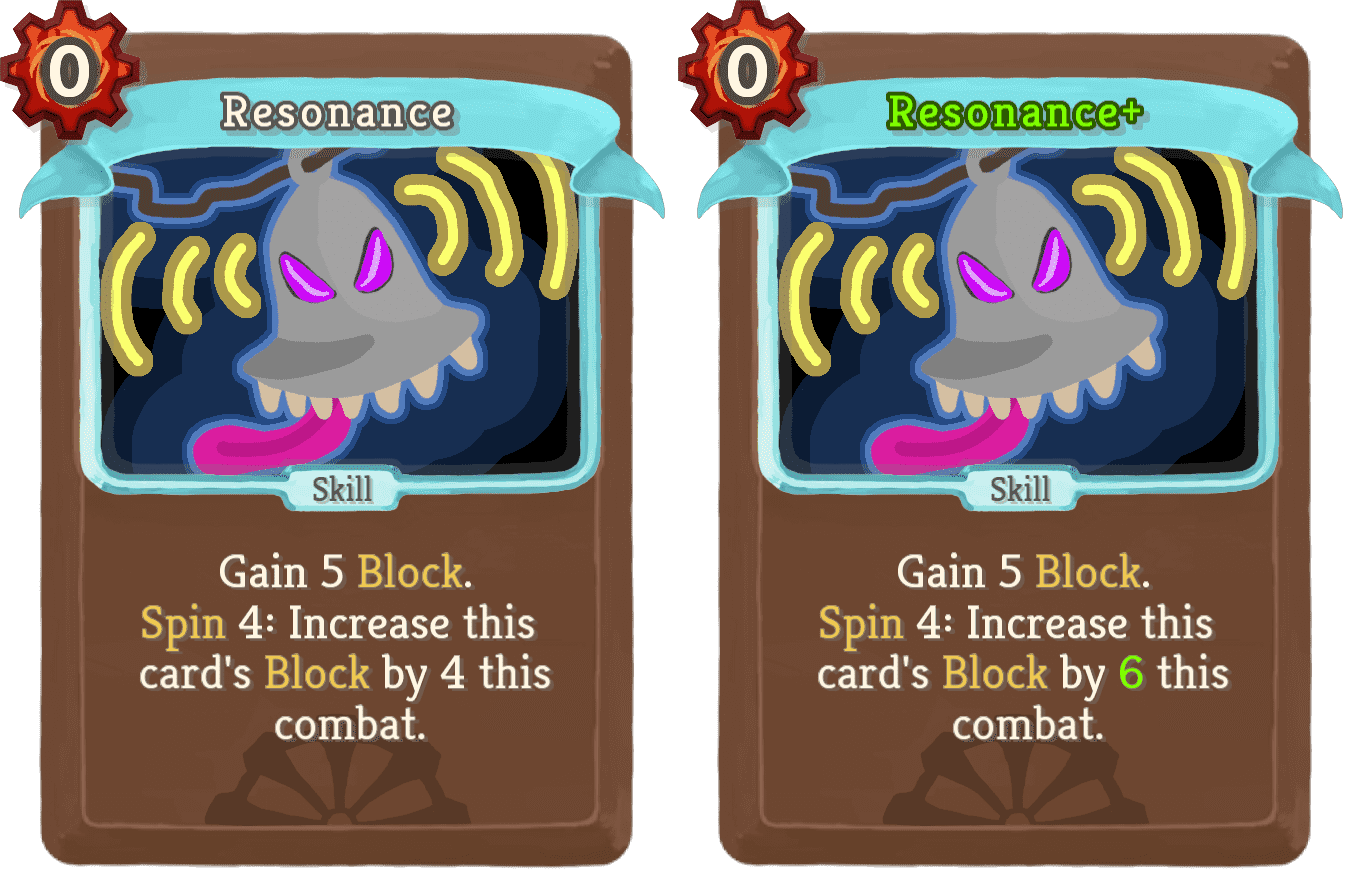 0
Resonance
Skill
Gain 5 Block.
Spin 4: Increase this
card's Block by 4 this
combat.
0
Resonance+
Skill
Gain 5 Block.
Spin 4: Increase this
card's Block by 6 this
combat.